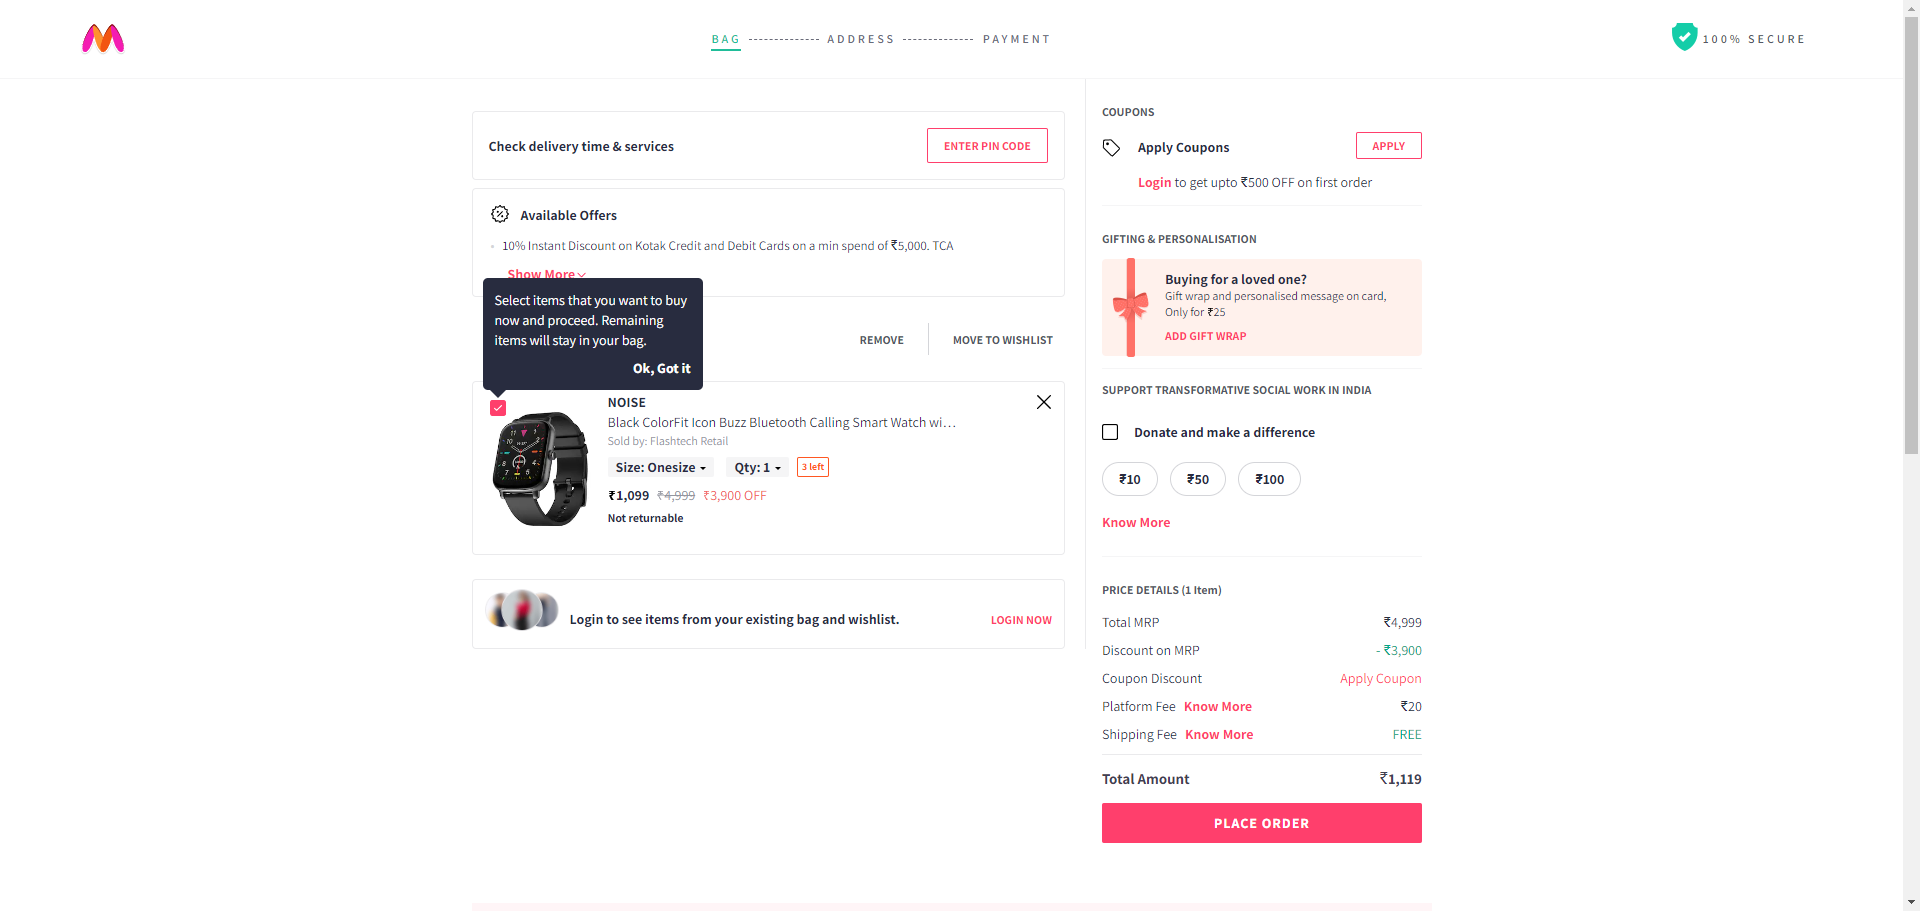 BAG ADDRESS PAYMENT
100% SECURE
Check delivery time & services
ENTER PIN CODE
Available Offers
10% Instant Discount on Kotak Credit and Debit Cards on a min spend of ₹5,000. TCA
Show More
Select items that you want to buy
now and proceed. Remaining
items will stay in your bag.
Ok, Got it
REMOVE
MOVE TO WISHLIST
NOISE
Black ColorFit Icon Buzz Bluetooth Calling Smart Watch wi...
Sold by: Flashtech Retail
Size: Onesize Qty: 1 3 left
₹1,099 ₹4,999 ₹3,900 OFF
Not returnable
Login to see items from your existing bag and wishlist.
LOGIN NOW
COUPONS
Apply Coupons
APPLY
Login to get upto ₹500 OFF on first order
GIFTING & PERSONALISATION
Buying for a loved one?
Gift wrap and personalised message on card,
Only for ₹25
ADD GIFT WRAP
SUPPORT TRANSFORMATIVE SOCIAL WORK IN INDIA
Donate and make a difference
₹10 ₹50 ₹100
Know More
PRICE DETAILS (1 Item)
Total MRP ₹4,999
Discount on MRP - ₹3,900
Coupon Discount Apply Coupon
Platform Fee Know More ₹20
Shipping Fee Know More FREE
Total Amount ₹1,119
PLACE ORDER